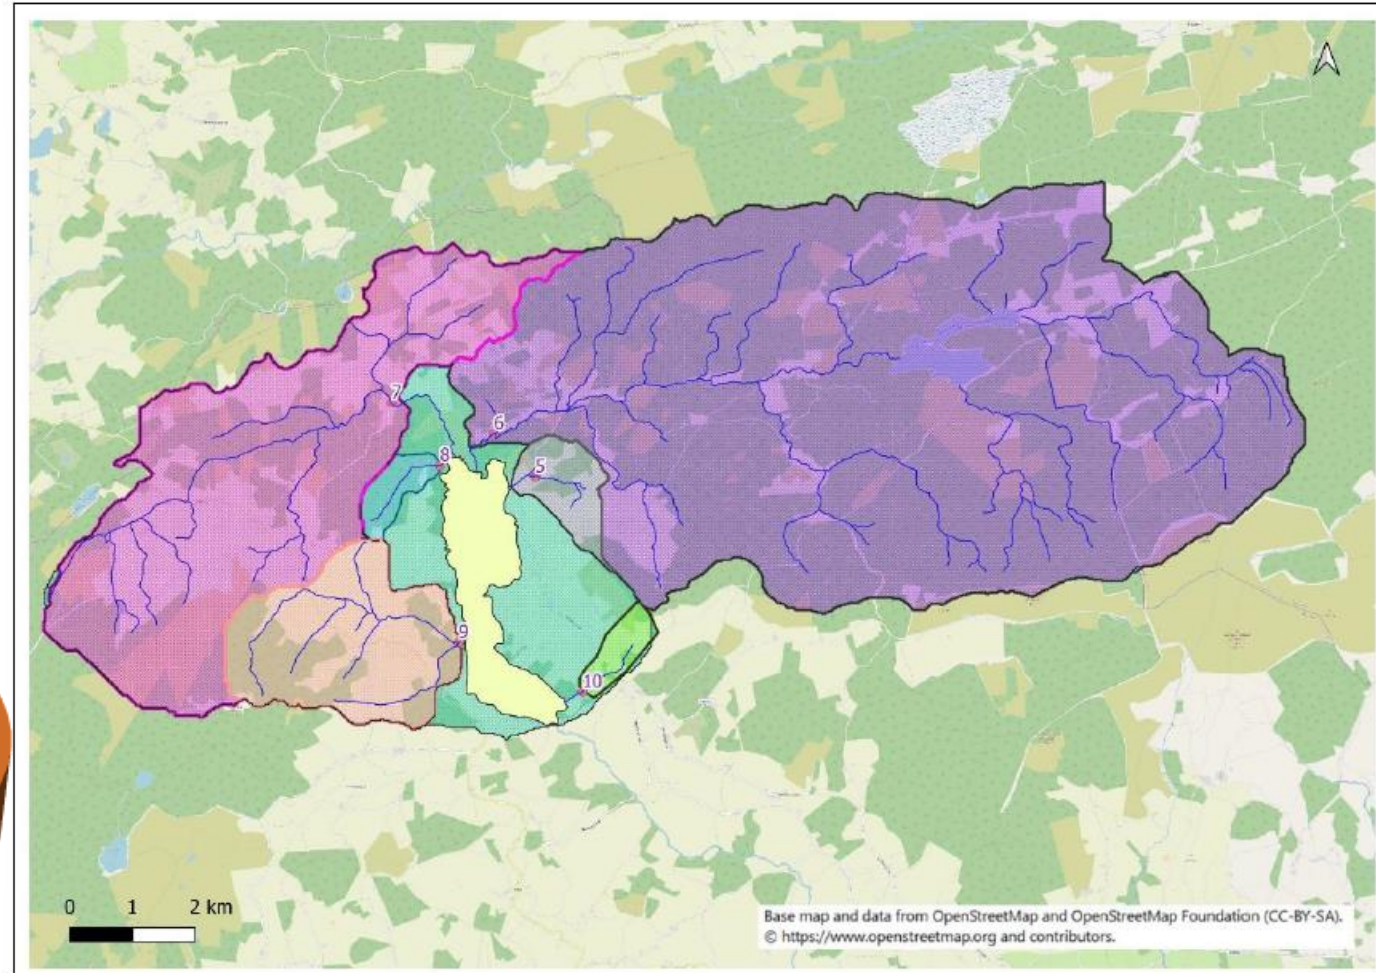 7
6
8
5
9
10
0 1 2 km
Base map and data from OpenStreetMap and OpenStreetMap Foundation (CC-BY-SA).
© https://www.openstreetmap.org and contributors.